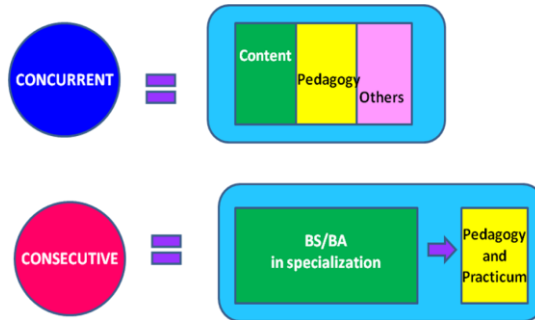 CONCURRENT
Content
Pedagogy
Others
CONSECUTIVE
BS/BA
in specialization
Pedagogy
and
Practicum